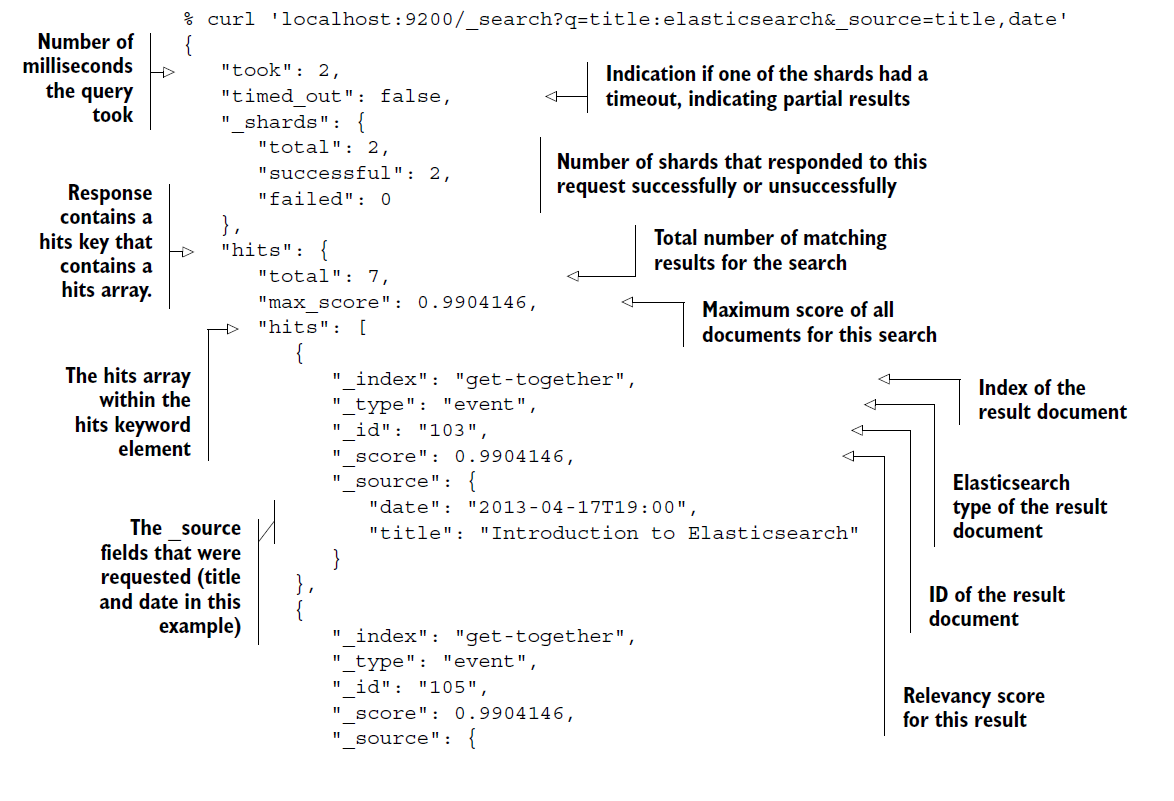 % curl 'localhost:9200/_search?q=title:elasticsearch&_source=title,date'
{
Number of
milliseconds
the query
took
"took": 2,
"timed_out": false,
Indication if one of the shards had a
timeout, indicating partial results
"_shards": {
"total": 2,
"successful": 2,
"failed": 0
},
Number of shards that responded to this
request successfully or unsuccessfully
Response
contains a
hits key that
contains a
hits array.
"hits": {
"total": 7,
Total number of matching
results for the search
"max_score": 0.9904146,
Maximum score of all
documents for this search
"hits": [
The hits array
within the
hits keyword
element
{
"_index": "get-together",
Index of the
result document
"_type": "event",
Elasticsearch
type of the result
document
"_id": "103",
ID of the result
document
"_score": 0.9904146,
Relevancy score
for this result
"_source": {
"date": "2013-04-17T19:00",
"title": "Introduction to Elasticsearch"
}
},
The _source
fields that were
requested (title
and date in this
example)
{
"_index": "get-together",
"_type": "event",
"_id": "105",
"_score": 0.9904146,
"_source": {